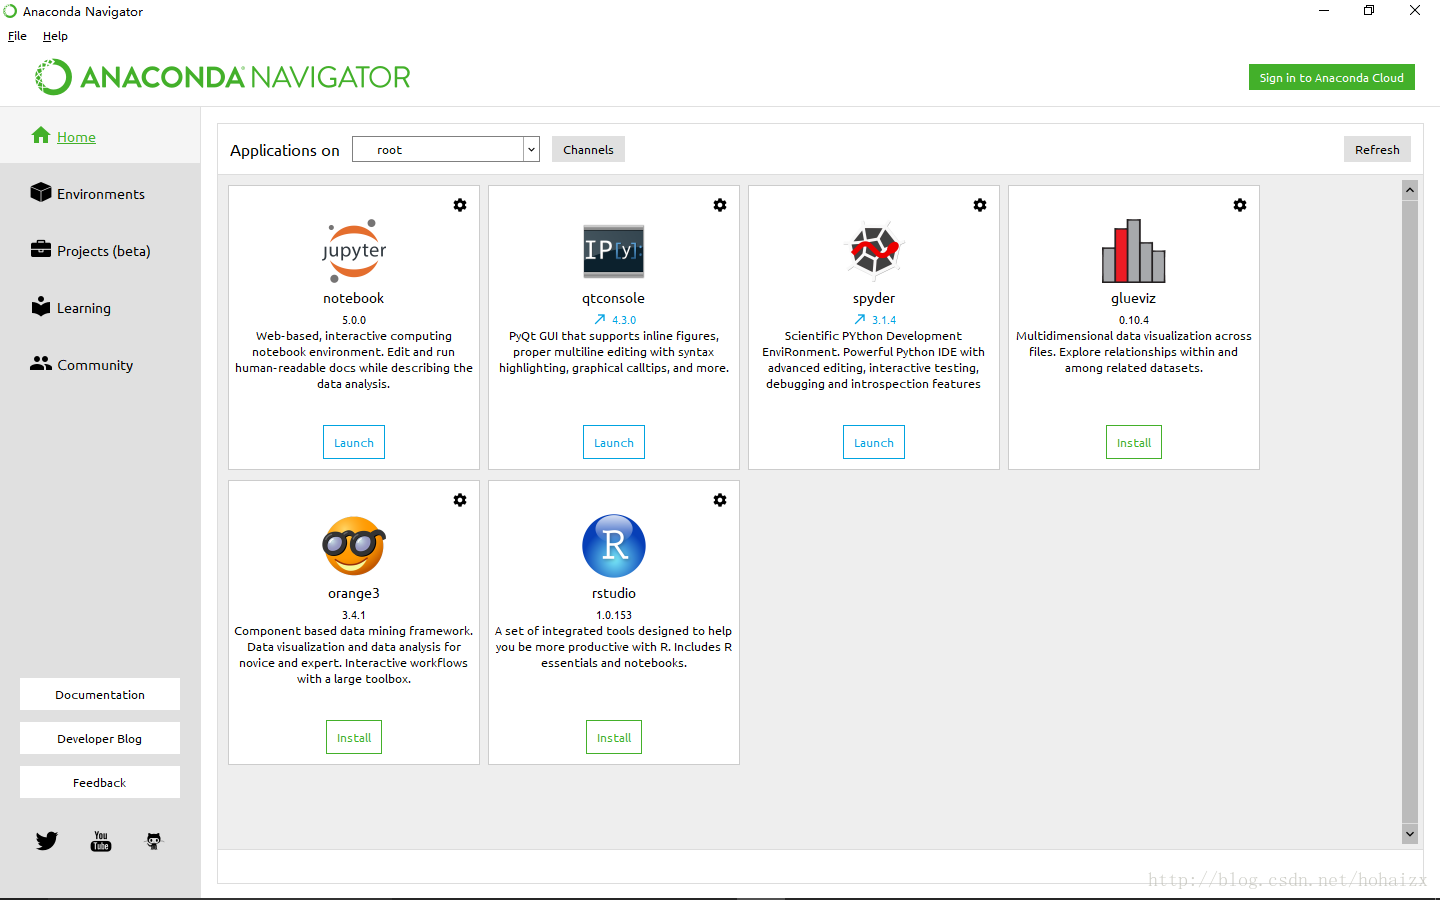 Anaconda Navigator
File Help
ANACONDA NAVIGATOR
Sign in to Anaconda Cloud
Home
Environments
Projects (beta)
Learning
Community
Documentation
Developer Blog
Feedback
You
Tube
Applications on root Channels Refresh
jupyter
notebook
5.0.0
Web-based, interactive computing
notebook environment. Edit and run
human-readable docs while describing the
data analysis.
Launch
IP[y]:
qtconsole
4.3.0
PyQt GUI that supports inline figures,
proper multiline editing with syntax
highlighting, graphical calltips, and more.
Launch
spyder
3.1.4
Scientific PYthon Development
EnviRonment. Powerful Python IDE with
advanced editing, interactive testing,
debugging and introspection features
Launch
glueviz
0.10.4
Multidimensional data visualization across
files. Explore relationships within and
among related datasets.
Install
orange3
3.4.1
Component based data mining framework.
Data visualization and data analysis for
novice and expert. Interactive workflows
with a large toolbox.
Install
R
rstudio
1.0.153
A set of integrated tools designed to help
you be more productive with R. Includes R
essentials and notebooks.
Install
http://blog.csdn.net/hohaizx